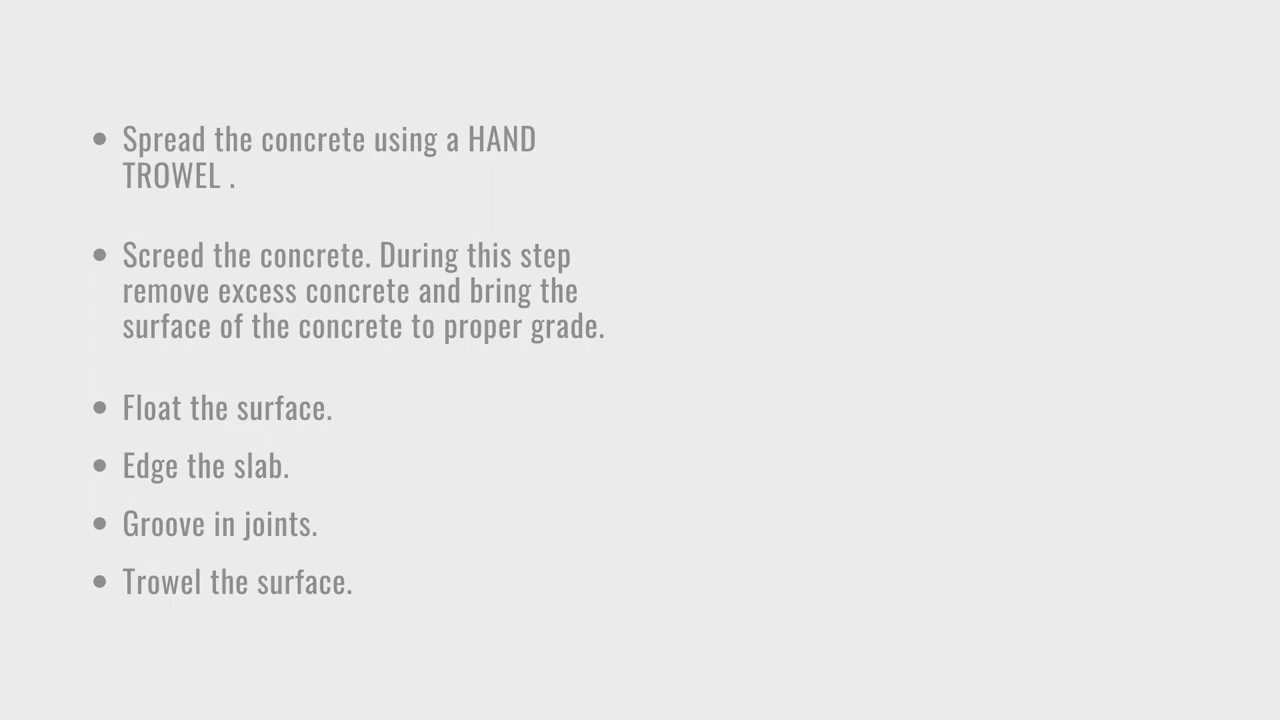 • Spread the concrete using a HAND
TROWEL .
• Screed the concrete. During this step
remove excess concrete and bring the
surface of the concrete to proper grade.
• Float the surface.
• Edge the slab.
• Groove in joints.
• Trowel the surface.